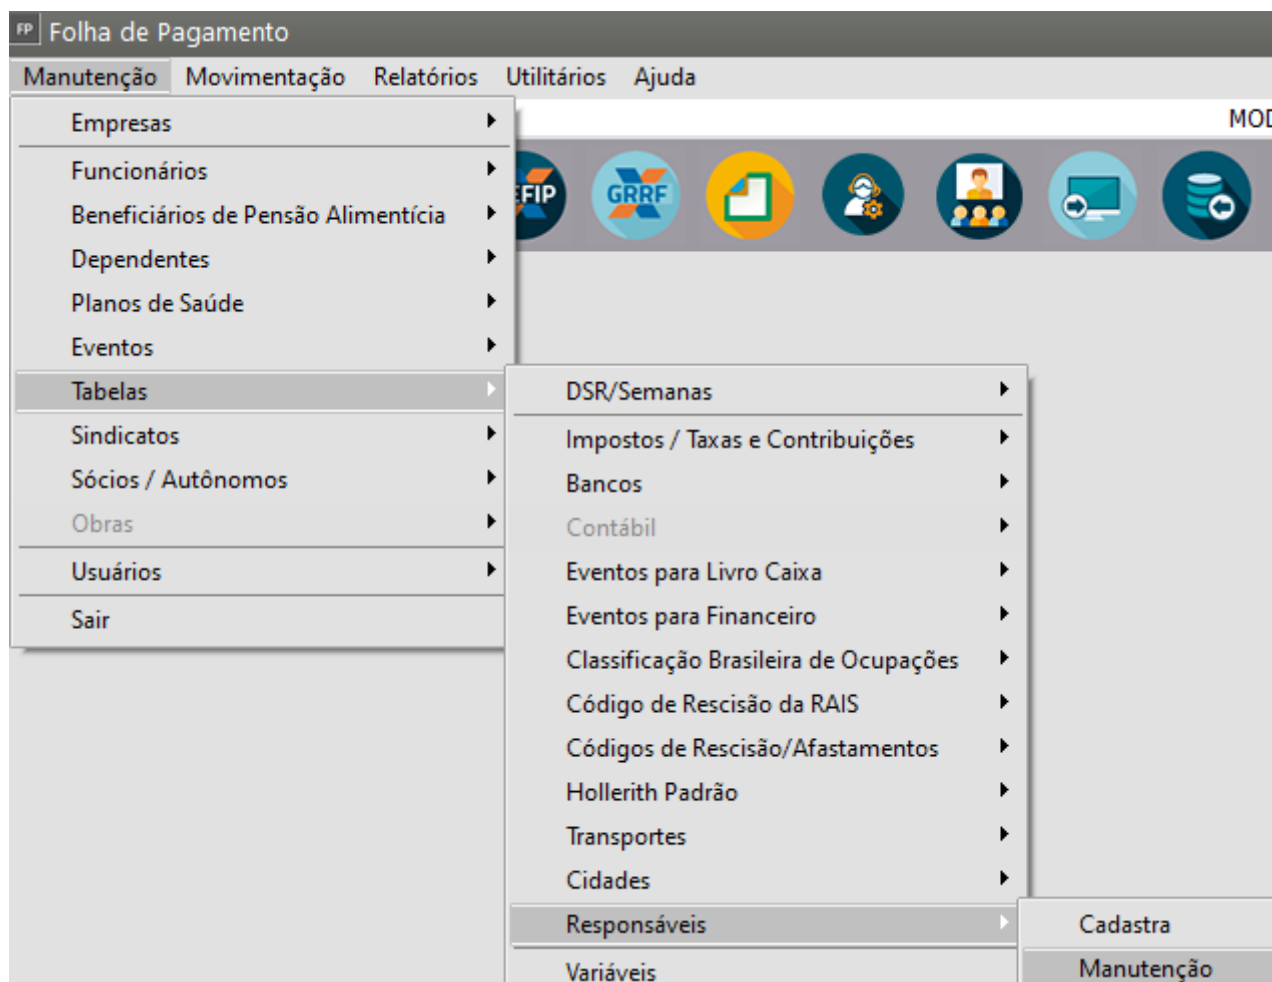 FP Folha de Pagamento
Manutenção Movimentação Relatórios Utilitários Ajuda
Empresas
Funcionários
Beneficiários de Pensão Alimentícia
Dependentes
Planos de Saúde
Eventos
Tabelas
Sindicatos
Sócios / Autônomos
Obras
Usuários
Sair
MOD
EFIP
GRRF
DSR/Semanas
Impostos / Taxas e Contribuições
Bancos
Contábil
Eventos para Livro Caixa
Eventos para Financeiro
Classificação Brasileira de Ocupações
Código de Rescisão da RAIS
Códigos de Rescisão/Afastamentos
Hollerith Padrão
Transportes
Cidades
Responsáveis
Variáveis
Cadastra
Manutenção